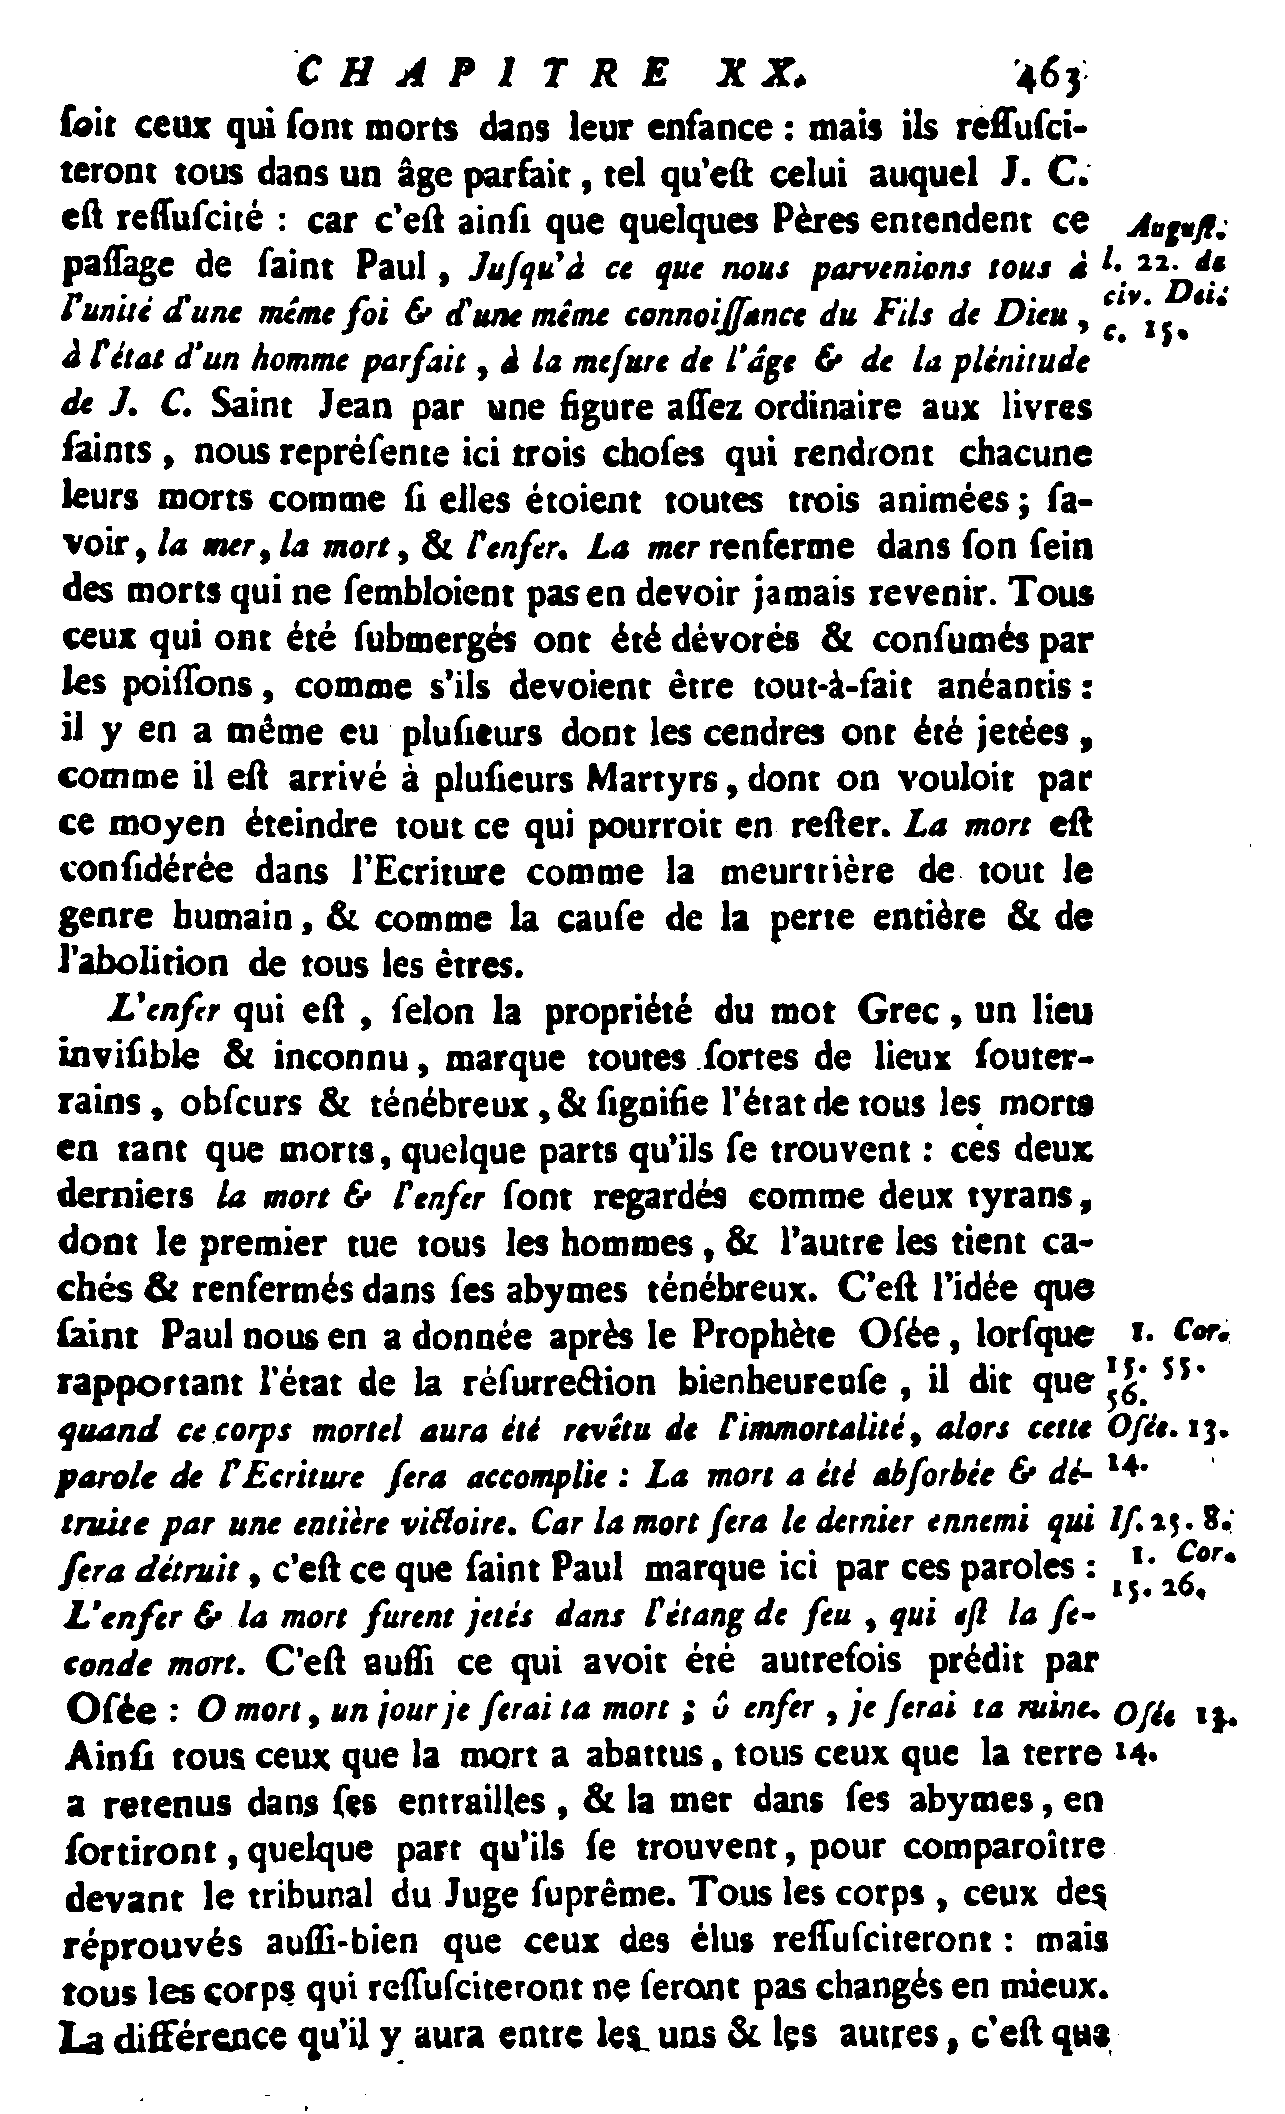 CHAPITRE XX. 463
ſoit ceux qui ſont morts dans leur enfance : mais ils reſſuſci-
teront tous dans un âge parfait , tel qu'eſt celui auquel J. C.
eſt reſſuſcité : car c'eſt ainſi que quelques Pères entendent ce
paſſage de ſaint Paul , Juſqu'à ce que nous parvenions tous à
l'unité d'une même foi & d'une même connoiſſance du Fils de Dieu ,
à l'état d'un homme parfait , à la meſure de l'âge & de la plénitude
de J. C. Saint Jean par une figure aſſez ordinaire aux livres
ſaints , nous repréſente ici trois choſes qui rendront chacune
leurs morts comme ſi elles étoient toutes trois animées ; ſa-
voir , la mer, la mort , & l'enfer. La mer renferme dans ſon ſein
des morts qui ne ſembloient pas en devoir jamais revenir. Tous
ceux qui ont été ſubmergés ont été dévorés & conſumés par
les poiſſons , comme s'ils devoient être tout-à-fait anéantis :
il y en a même eu pluſieurs dont les cendres ont été jetées ,
comme il eſt arrivé à pluſieurs Martyrs , dont on vouloit par
ce moyen éteindre tout ce qui pourroit en reſter. La mort eſt
conſidérée dans l'Ecriture comme la meurtrière de tout le
genre humain , & comme la cauſe de la perte entière & de
l'abolition de tous les êtres.
L'enfer qui eſt , ſelon la propriété du mot Grec , un lieu
inviſible & inconnu , marque toutes ſortes de lieux ſouter-
rains , obſcurs & ténébreux , & ſignifie l'état de tous les morts
en tant que morts, quelque parts qu'ils ſe trouvent : ces deux
derniers la mort & l'enfer ſont regardés comme deux tyrans ,
dont le premier tue tous les hommes , & l'autre les tient ca-
chés & renfermés dans ſes abymes ténébreux. C'eſt l'idée que
ſaint Paul nous en a donnée après le Prophète Oſée , lorſque
rapportant l'état de la réſurrection bienheureuſe , il dit que
quand ce corps mortel aura été revêtu de l'immortalité, alors cette
parole de l'Ecriture ſera accomplie : La mort a été abſorbée & dé-
truite par une entière victoire. Car la mort ſera le dernier ennemi qui
ſera détruit , c'eſt ce que ſaint Paul marque ici par ces paroles :
L'enfer & la mort furent jetés dans l'étang de feu , qui eſt la ſe-
conde mort. C'eſt auſſi ce qui avoit été autrefois prédit par
Oſée : O mort , un jour je ſerai ta mort ; ô enfer , je ſerai ta ruine.
Ainſi tous ceux que la mort a abattus , tous ceux que la terre
a retenus dans ſes entrailles , & la mer dans ſes abymes , en
ſortiront , quelque part qu'ils ſe trouvent , pour comparoître
devant le tribunal du Juge ſuprême. Tous les corps , ceux des
réprouvés auſſi-bien que ceux des élus reſſuſciteront : mais
tous les corps qui reſſuſciteront ne ſeront pas changés en mieux.
La différence qu'il y aura entre les uns & les autres , c'eſt que
Auguſt.
l. 22. de
civ. Dei.
c. 15.
1. Cor.
15. 55.
56.
Oſée. 13.
14.
Iſ. 25. 8.
1. Cor.
15. 26.
Oſée 13.
14.